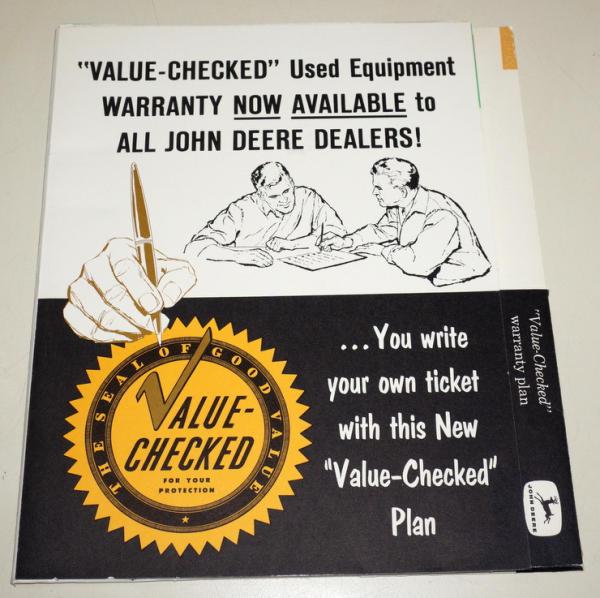 "VALUE-CHECKED" Used Equipment
WARRANTY NOW AVAILABLE to
ALL JOHN DEERE DEALERS!
...You write
your own ticket
with this New
"Value-Checked"
Plan
THE SEAL OF GOOD VALUE
VALUE-
CHECKED
FOR YOUR
PROTECTION
"Value-Checked"
warranty plan
JOHN DEERE